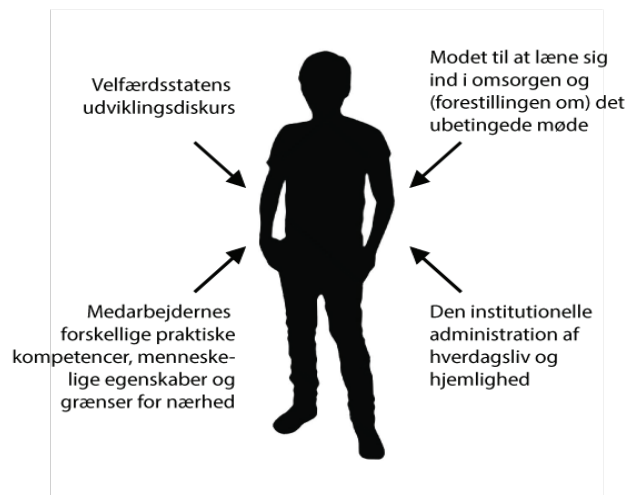 Velfærdsstatens
udviklingsdiskurs
Modet til at læne sig
ind i omsorgen og
(forestillingen om) det
ubetingede møde
Medarbejdernes
forskellige praktiske
kompetencer, menneske-
lige egenskaber og
grænser for nærhed
Den institutionelle
administration af
hverdagsliv og
hjemlighed